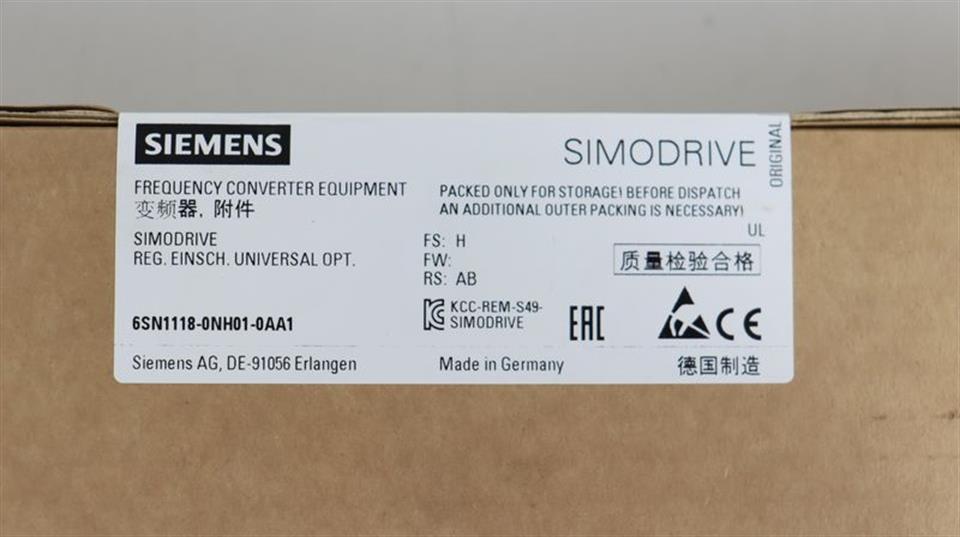 SIEMENS
SIMODRIVE
ORIGINAL
FREQUENCY CONVERTER EQUIPMENT
变频器, 附件
PACKED ONLY FOR STORAGE! BEFORE DISPATCH
AN ADDITIONAL OUTER PACKING IS NECESSARY!
UL
SIMODRIVE
REG. EINSCH. UNIVERSAL OPT.
FS: H
FW:
RS: AB
质量检验合格
6SN1118-0NH01-0AA1
KCC-REM-S49-
SIMODRIVE
EAC
CE
Siemens AG, DE-91056 Erlangen
Made in Germany
德国制造